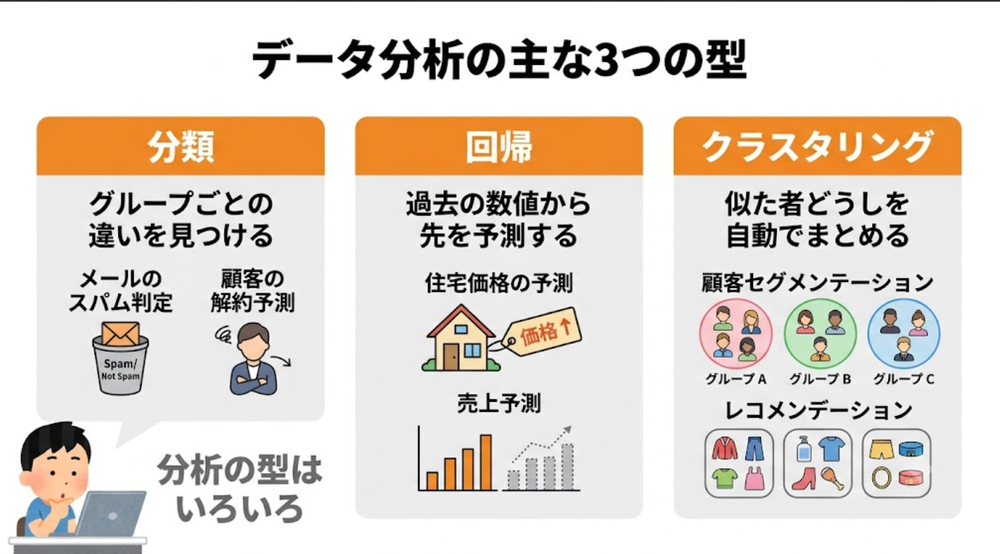 データ分析の主な3つの型
分類
グループごとの
違いを見つける
メールの
スパム判定
顧客の
解約予測
Spam/
Not Spam
分析の型は
いろいろ
回帰
過去の数値から
先を予測する
住宅価格の予測
価格↑
売上予測
クラスタリング
似た者どうしを
自動でまとめる
顧客セグメンテーション
グループ A
グループ B
グループ C
レコメンデーション